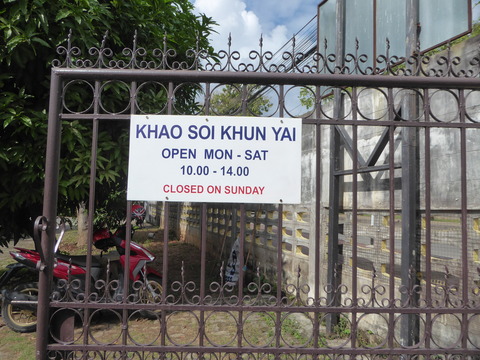 KHAO SOI KHUN YAI
OPEN MON - SAT
10.00 - 14.00
CLOSED ON SUNDAY